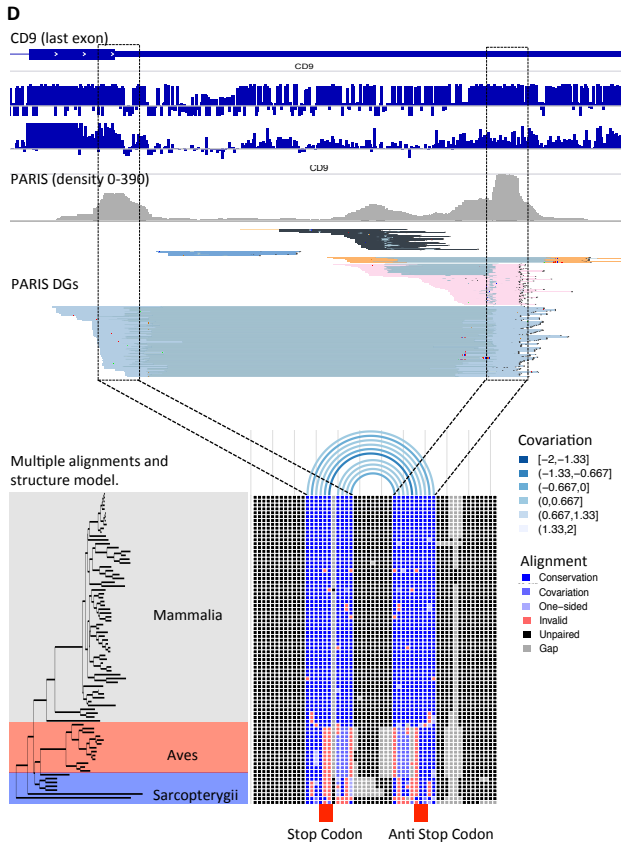 D
CD9 (last exon)
CD9
CD9
PARIS (density 0-390)
PARIS DGs
Multiple alignments and
structure model.
Covariation
[-2,-1.33]
(-1.33,-0.667]
(-0.667,0]
(0,0.667]
(0.667,1.33]
(1.33,2]
Alignment
Conservation
Covariation
One-sided
Invalid
Unpaired
Gap
Mammalia
Aves
Sarcopterygii
Stop Codon
Anti Stop Codon